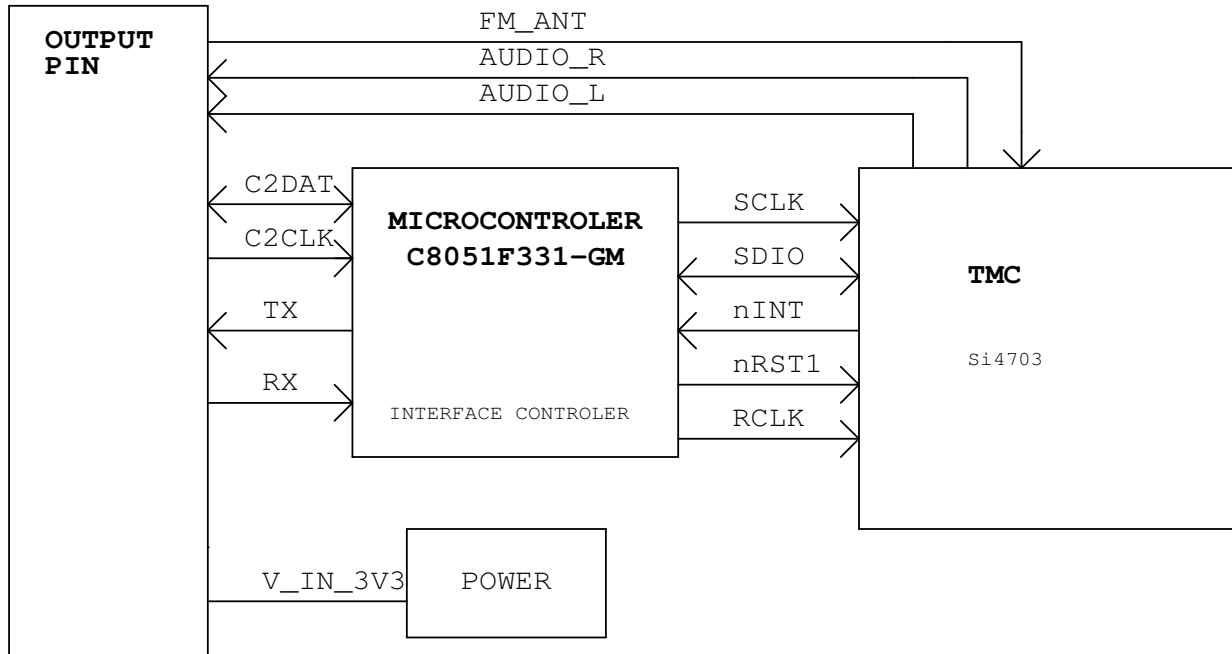 OUTPUT
PIN
FM_ANT
AUDIO_R
AUDIO_L
C2DAT
C2CLK
TX
RX
MICROCONTROLER
C8051F331-GM
INTERFACE CONTROLER
SCLK
SDIO
nINT
nRST1
RCLK
TMC
Si4703
V_IN_3V3
POWER